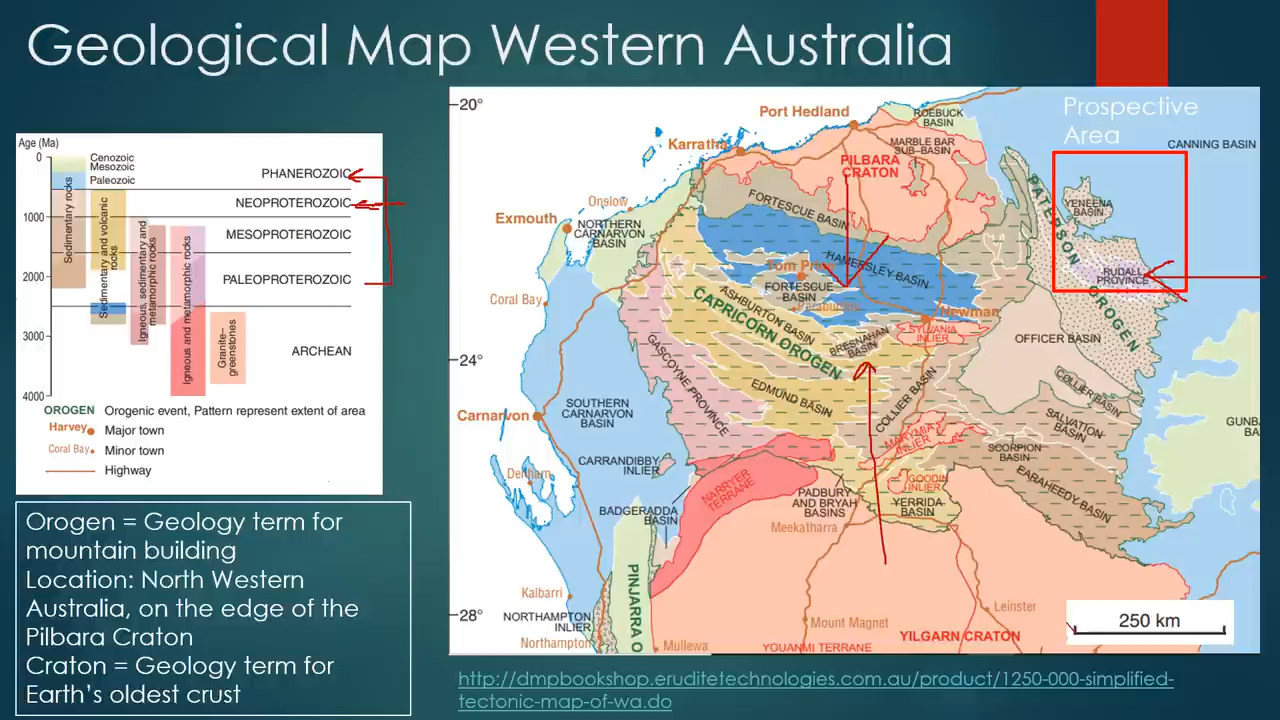 Geological Map Western Australia
Age (Ma)
0
1000
2000
3000
4000
Cenozoic
Mesozoic
Paleozoic
PHANEROZOIC
NEOPROTEROZOIC
MESOPROTEROZOIC
PALEOPROTEROZOIC
ARCHEAN
Sedimentary rocks
Sedimentary and volcanic
rocks
Igneous, sedimentary and
metamorphic rocks
Igneous and metamorphic rocks
Granite–
greenstones
OROGEN Orogenic event, Pattern represent extent of area
Harvey Major town
Coral Bay Minor town
Highway
Orogen = Geology term for
mountain building
Location: North Western
Australia, on the edge of the
Pilbara Craton
Craton = Geology term for
Earth’s oldest crust
20°
24°
28°
Port Hedland
ROEBUCK
BASIN
Prospective
Area
Karratha
MARBLE BAR
SUB–BASIN
CANNING BASIN
PILBARA
CRATON
Onslow
Exmouth
NORTHERN
CARNARVON
BASIN
FORTESCUE BASIN
PATERSON OROGEN
YENEENA
BASIN
HAMERSLEY BASIN
RUDALL
PROVINCE
FORTESCUE
BASIN
Coral Bay
ASHBURTON BASIN
CAPRICORN OROGEN
Newman
BRESNAHAN
BASIN
SYLVANIA
INLIER
OFFICER BASIN
GASCOYNE PROVINCE
EDMUND BASIN
COLLIER BASIN
COLLIER BASIN
Carnarvon
SOUTHERN
CARNARVON
BASIN
SALVATION
BASIN
GUNB
BA
MARYMIA
INLIER
SCORPION
BASIN
CARRANDIBBY
INLIER
Denham
NARRYER
TERRANE
GOODIN
INLIER
EARAHEEDY BASIN
BADGERADDA
BASIN
PADBURY
AND BRYAH
BASINS
YERRIDA
BASIN
Meekatharra
PINJARRA O
Kalbarri
NORTHAMPTON
INLIER
Northampton
Mullewa
Mount Magnet
Leinster
YOUANMI TERRANE
YILGARN CRATON
250 km
http://dmpbookshop.eruditetechnologies.com.au/product/1250-000-simplified-
tectonic-map-of-wa.do